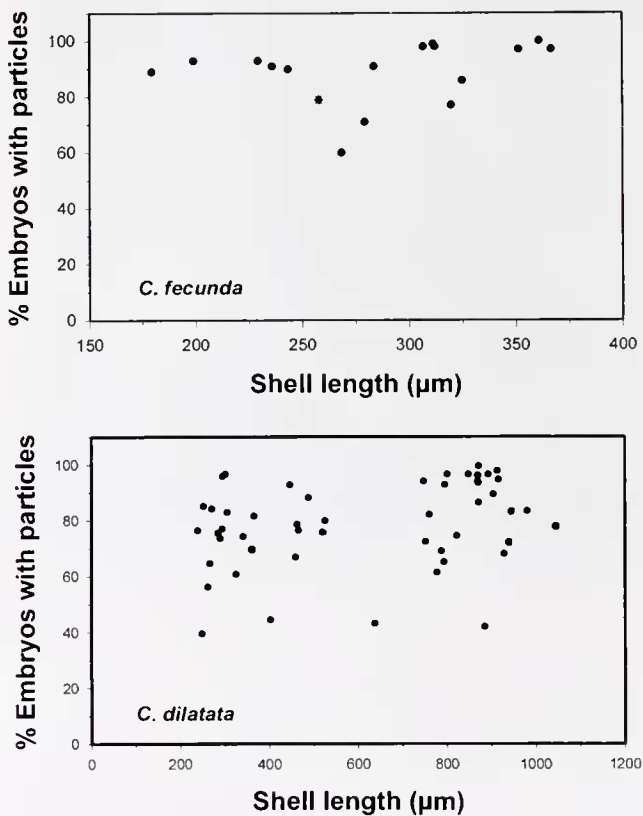 % Embryos with particles
100
80
60
40
20
0
C. fecunda
150 200 250 300 350 400
Shell length (µm)
% Embryos with particles
100
80
60
40
20
0
C. dilatata
0 200 400 600 800 1000 1200
Shell length (µm)